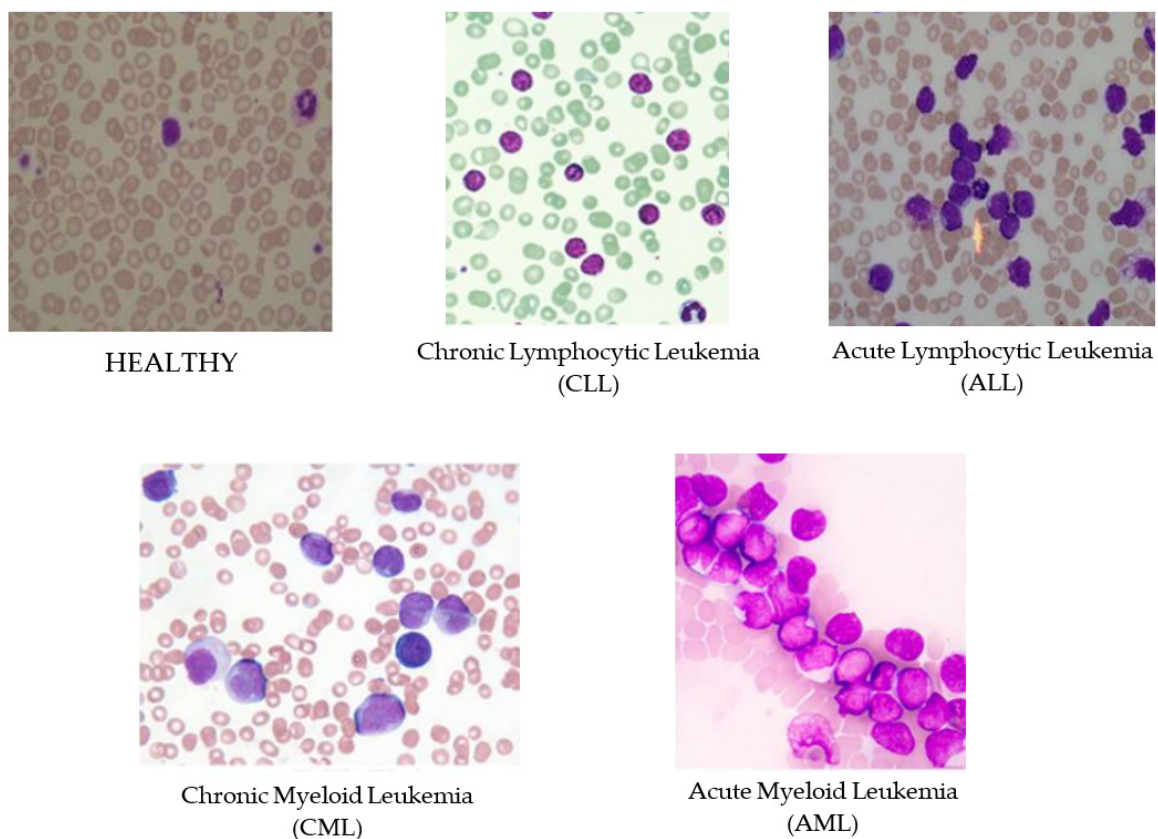 HEALTHY
Chronic Lymphocytic Leukemia
(CLL)
Acute Lymphocytic Leukemia
(ALL)
Chronic Myeloid Leukemia
(CML)
Acute Myeloid Leukemia
(AML)